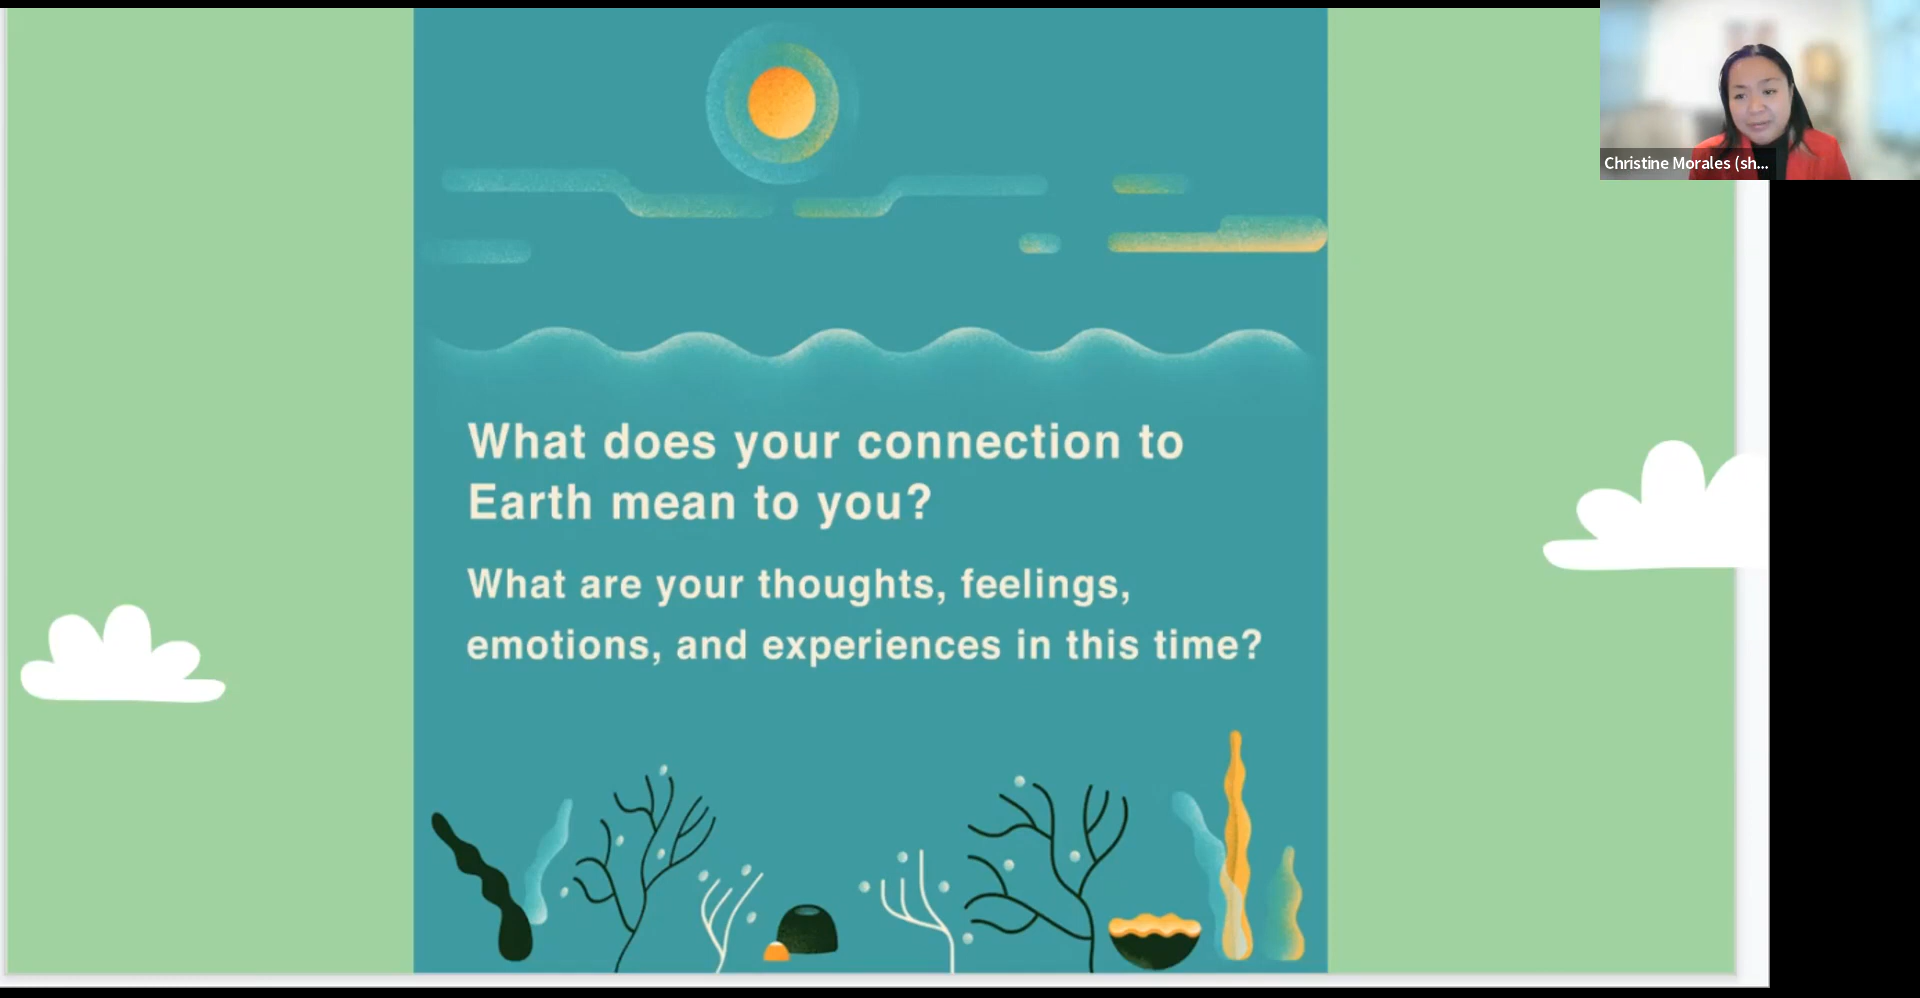 What does your connection to
Earth mean to you?
What are your thoughts, feelings,
emotions, and experiences in this time?
Christine Morales (sh...